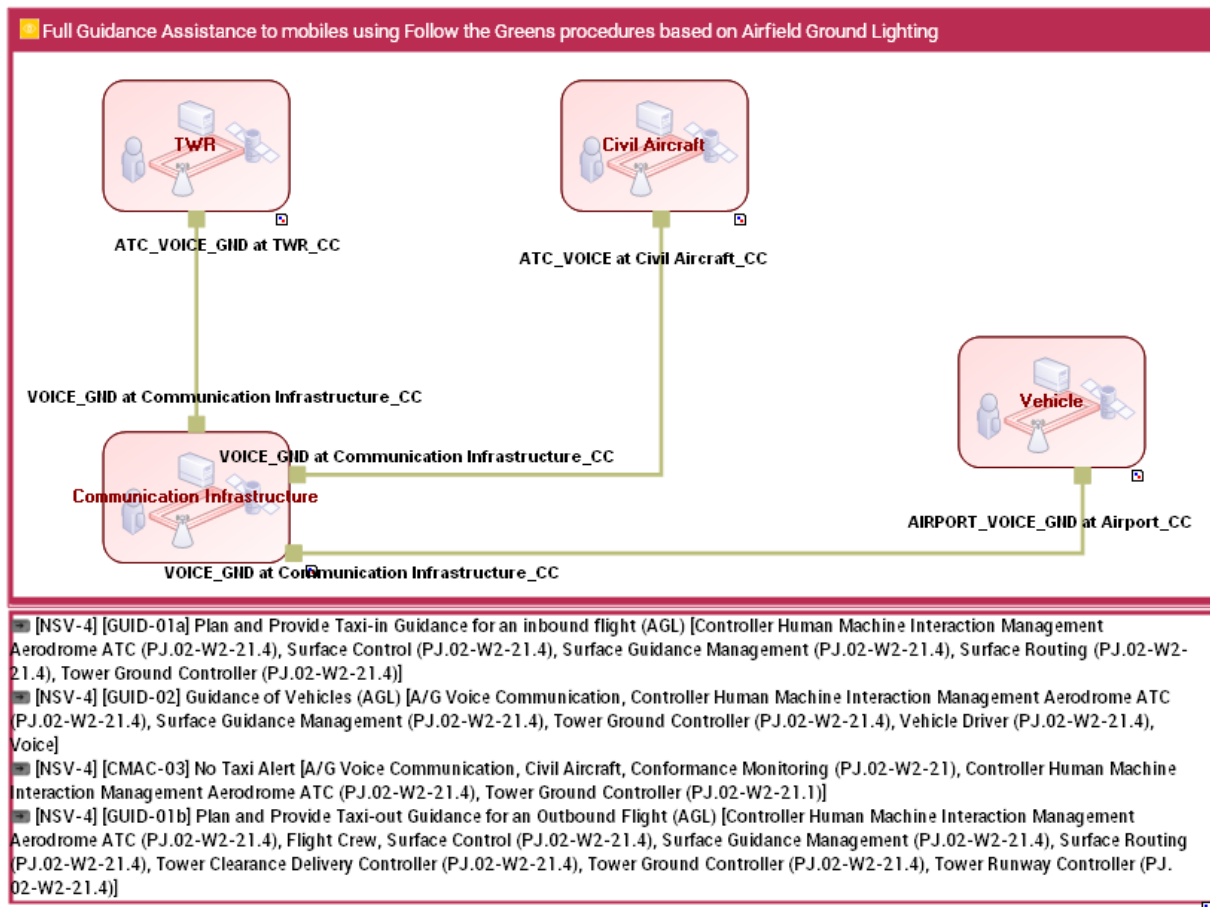 Full Guidance Assistance to mobiles using Follow the Greens procedures based on Airfield Ground Lighting
TWR
Civil Aircraft
ATC_VOICE_GND at TWR_CC
ATC_VOICE at Civil Aircraft_CC
Vehicle
VOICE_GND at Communication Infrastructure_CC
VOICE_GND at Communication Infrastructure_CC
Communication Infrastructure
AIRPORT_VOICE_GND at Airport_CC
VOICE_GND at Communication Infrastructure_CC
[NSV-4] [GUID-01a] Plan and Provide Taxi-in Guidance for an inbound flight (AGL) [Controller Human Machine Interaction Management
Aerodrome ATC (PJ.02-W2-21.4), Surface Control (PJ.02-W2-21.4), Surface Guidance Management (PJ.02-W2-21.4), Surface Routing (PJ.02-W2-
21.4), Tower Ground Controller (PJ.02-W2-21.4)]
[NSV-4] [GUID-02] Guidance of Vehicles (AGL) [A/G Voice Communication, Controller Human Machine Interaction Management Aerodrome ATC
(PJ.02-W2-21.4), Surface Guidance Management (PJ.02-W2-21.4), Tower Ground Controller (PJ.02-W2-21.4), Vehicle Driver (PJ.02-W2-21.4),
Voice]
[NSV-4] [CMAC-03] No Taxi Alert [A/G Voice Communication, Civil Aircraft, Conformance Monitoring (PJ.02-W2-21), Controller Human Machine
Interaction Management Aerodrome ATC (PJ.02-W2-21.4), Tower Ground Controller (PJ.02-W2-21.1)]
[NSV-4] [GUID-01b] Plan and Provide Taxi-out Guidance for an Outbound Flight (AGL) [Controller Human Machine Interaction Management
Aerodrome ATC (PJ.02-W2-21.4), Flight Crew, Surface Control (PJ.02-W2-21.4), Surface Guidance Management (PJ.02-W2-21.4), Surface Routing
(PJ.02-W2-21.4), Tower Clearance Delivery Controller (PJ.02-W2-21.4), Tower Ground Controller (PJ.02-W2-21.4), Tower Runway Controller (PJ.
02-W2-21.4)]